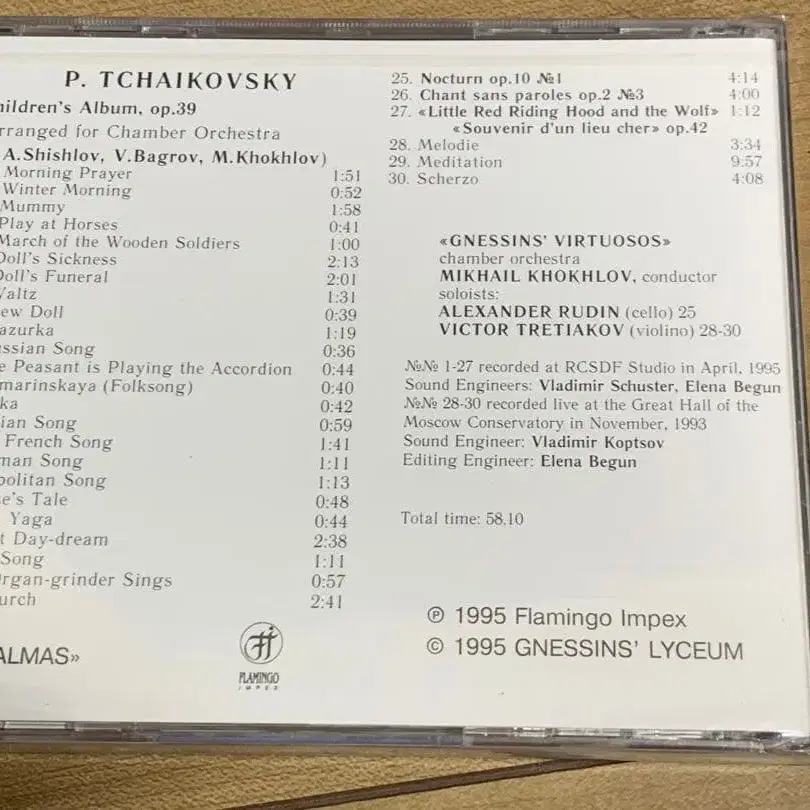 P. TCHAIKOVSKY
hildren's Album, op.39
rranged for Chamber Orchestra
A.Shishlov, V.Bagrov, M.Khokhlov)
Morning Prayer 1:51
Winter Morning 0:52
Mummy 1:58
Play at Horses 0:41
March of the Wooden Soldiers 1:00
Doll's Sickness 2:13
Doll's Funeral 2:01
Valtz 1:31
ew Doll 0:39
azurka 1:19
ssian Song 0:36
e Peasant is Playing the Accordion 0:44
marinskaya (Folksong) 0:40
ka 0:42
ian Song 0:59
French Song 1:41
man Song 1:11
politan Song 1:13
e's Tale 0:48
Yaga 0:44
t Day-dream 2:38
Song 1:11
Organ-grinder Sings 0:57
urch 2:41
ALMAS»
FLAMINGO
IMPEX
25. Nocturn op.10 №1 4:14
26. Chant sans paroles op.2 №3 4:00
27. «Little Red Riding Hood and the Wolf» 1:12
«Souvenir d'un lieu cher» op.42
28. Melodie 3:34
29. Meditation 9:57
30. Scherzo 4:08
«GNESSINS' VIRTUOSOS»
chamber orchestra
MIKHAIL KHOKHLOV, conductor
soloists:
ALEXANDER RUDIN (cello) 25
VICTOR TRETIAKOV (violino) 28-30
№№ 1-27 recorded at RCSDF Studio in April, 1995
Sound Engineers: Vladimir Schuster, Elena Begun
№№ 28-30 recorded live at the Great Hall of the
Moscow Conservatory in November, 1993
Sound Engineer: Vladimir Koptsov
Editing Engineer: Elena Begun
Total time: 58.10
℗ 1995 Flamingo Impex
© 1995 GNESSINS' LYCEUM